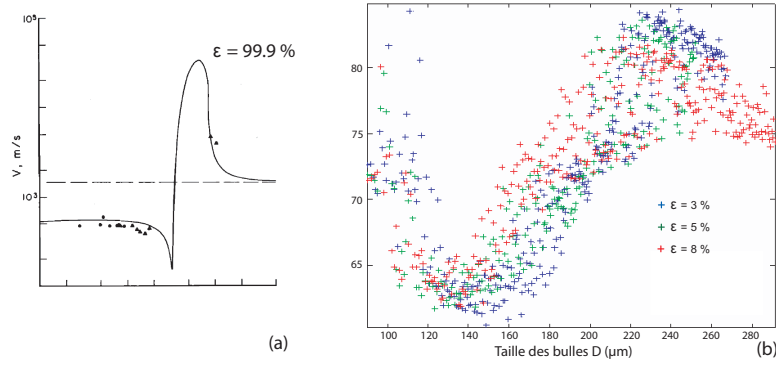 10⁵
ε = 99.9 %
V, m/s
10³
(a)
80
75
70
65
ε = 3 %
ε = 5 %
ε = 8 %
100 120 140 160 180 200 220 240 260 280
Taille des bulles D (µm)
(b)